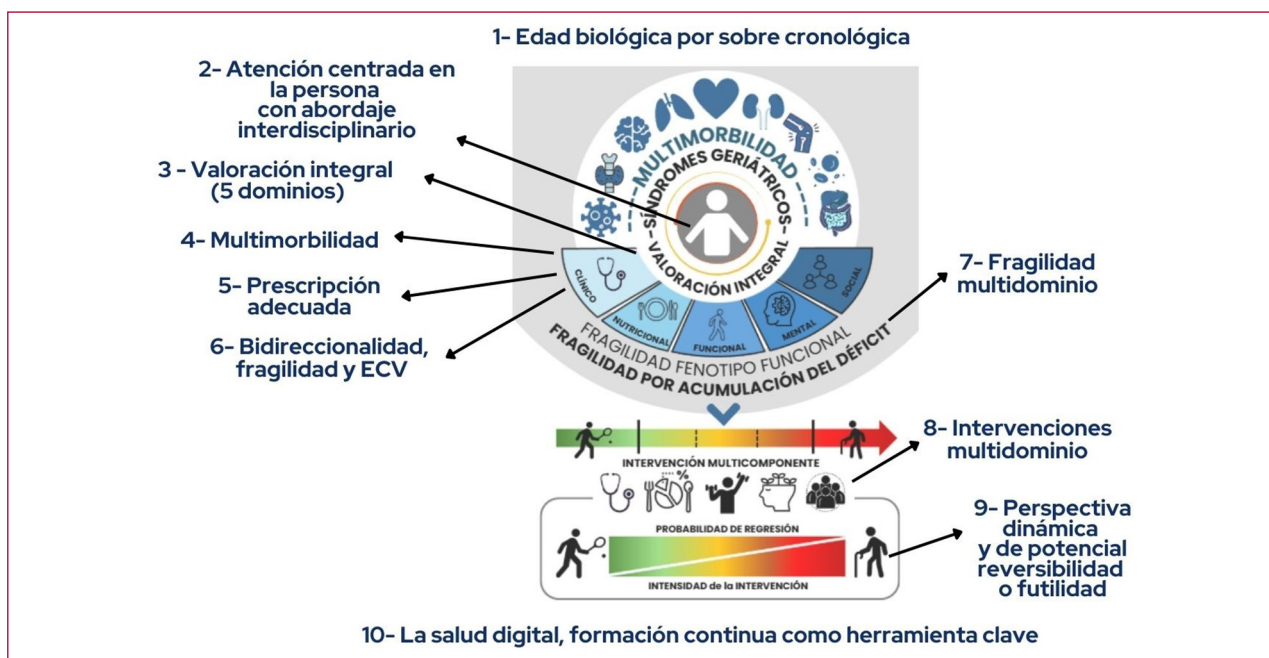 1- Edad biológica por sobre cronológica
2- Atención centrada en
la persona
con abordaje
interdisciplinario
3 - Valoración integral
(5 dominios)
4- Multimorbilidad
5- Prescripción
adecuada
6- Bidireccionalidad,
fragilidad y ECV
MULTIMORBILIDAD
SÍNDROMES GERIÁTRICOS
VALORACIÓN INTEGRAL
CLÍNICO
NUTRICIONAL
FUNCIONAL
MENTAL
SOCIAL
FRAGILIDAD FENOTIPO FUNCIONAL
FRAGILIDAD POR ACUMULACIÓN DEL DÉFICIT
7- Fragilidad
multidominio
INTERVENCIÓN MULTICOMPONENTE
%
8- Intervenciones
multidominio
PROBABILIDAD DE REGRESIÓN
INTENSIDAD de la INTERVENCIÓN
9- Perspectiva
dinámica
y de potencial
reversibilidad
o futilidad
10- La salud digital, formación continua como herramienta clave